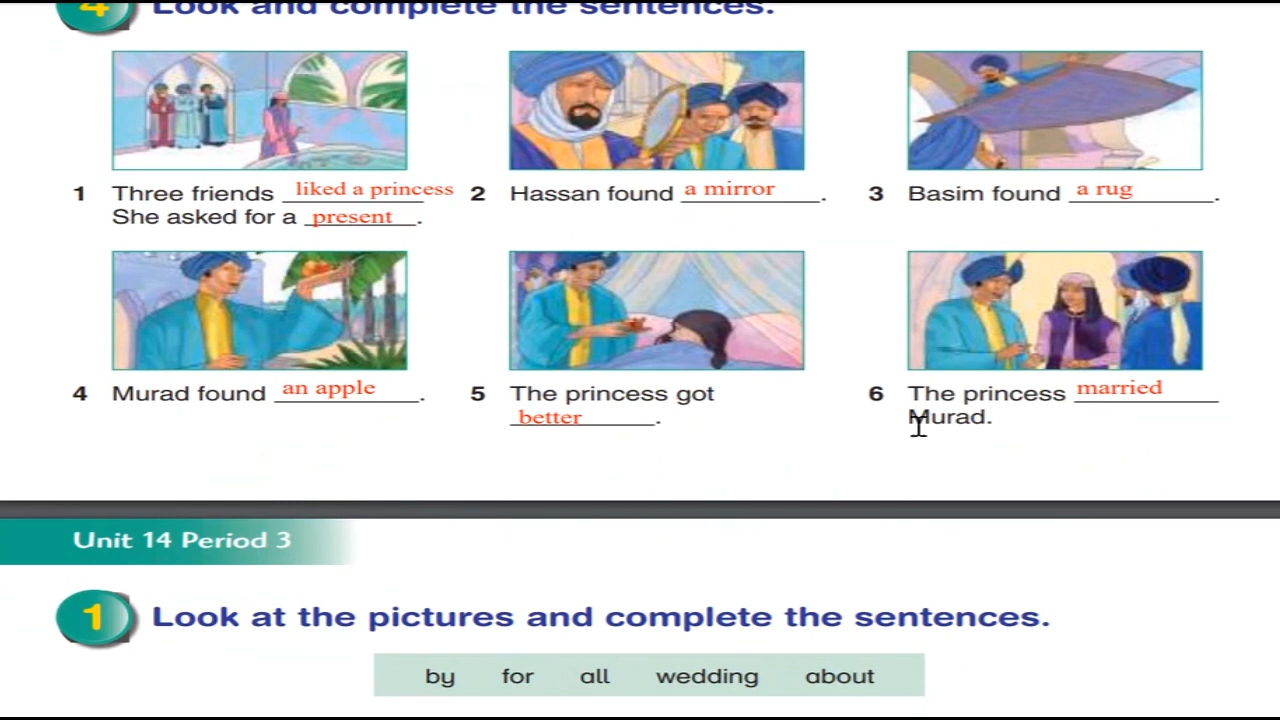 4 Look and complete the sentences.
1 Three friends liked a princess
She asked for a present.
2 Hassan found a mirror.
3 Basim found a rug.
4 Murad found an apple.
5 The princess got
better.
6 The princess married
Murad.
Unit 14 Period 3
1 Look at the pictures and complete the sentences.
by for all wedding about